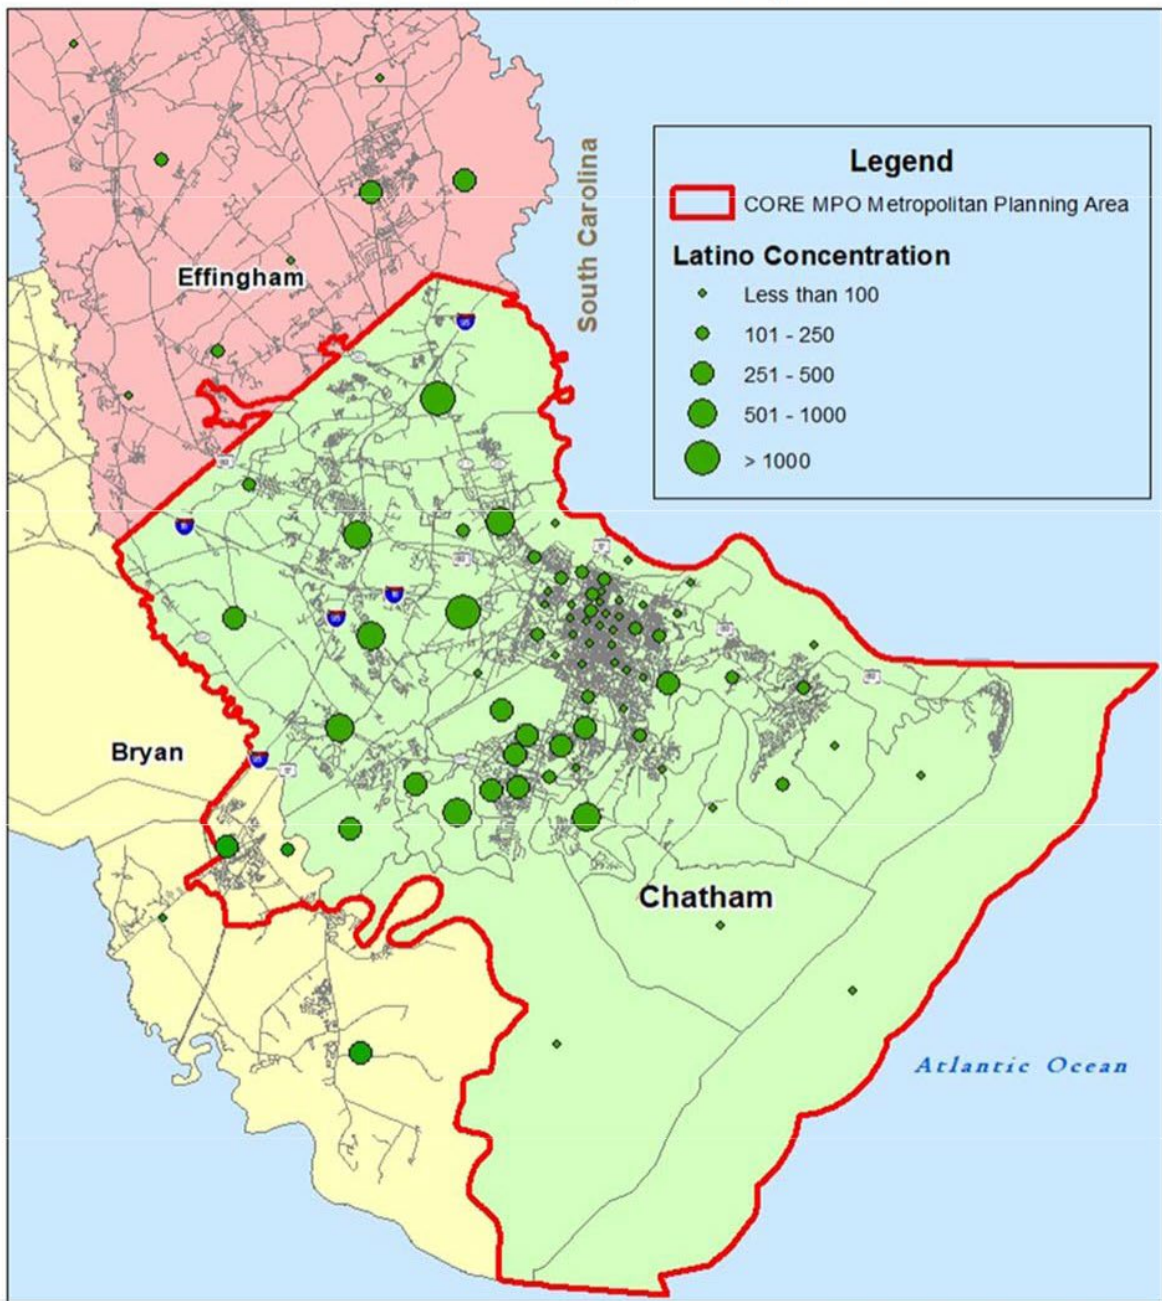 Legend
CORE MPO Metropolitan Planning Area
Latino Concentration
Less than 100
101 - 250
251 - 500
501 - 1000
> 1000
South Carolina
Effingham
95
Bryan
Chatham
Atlantic Ocean